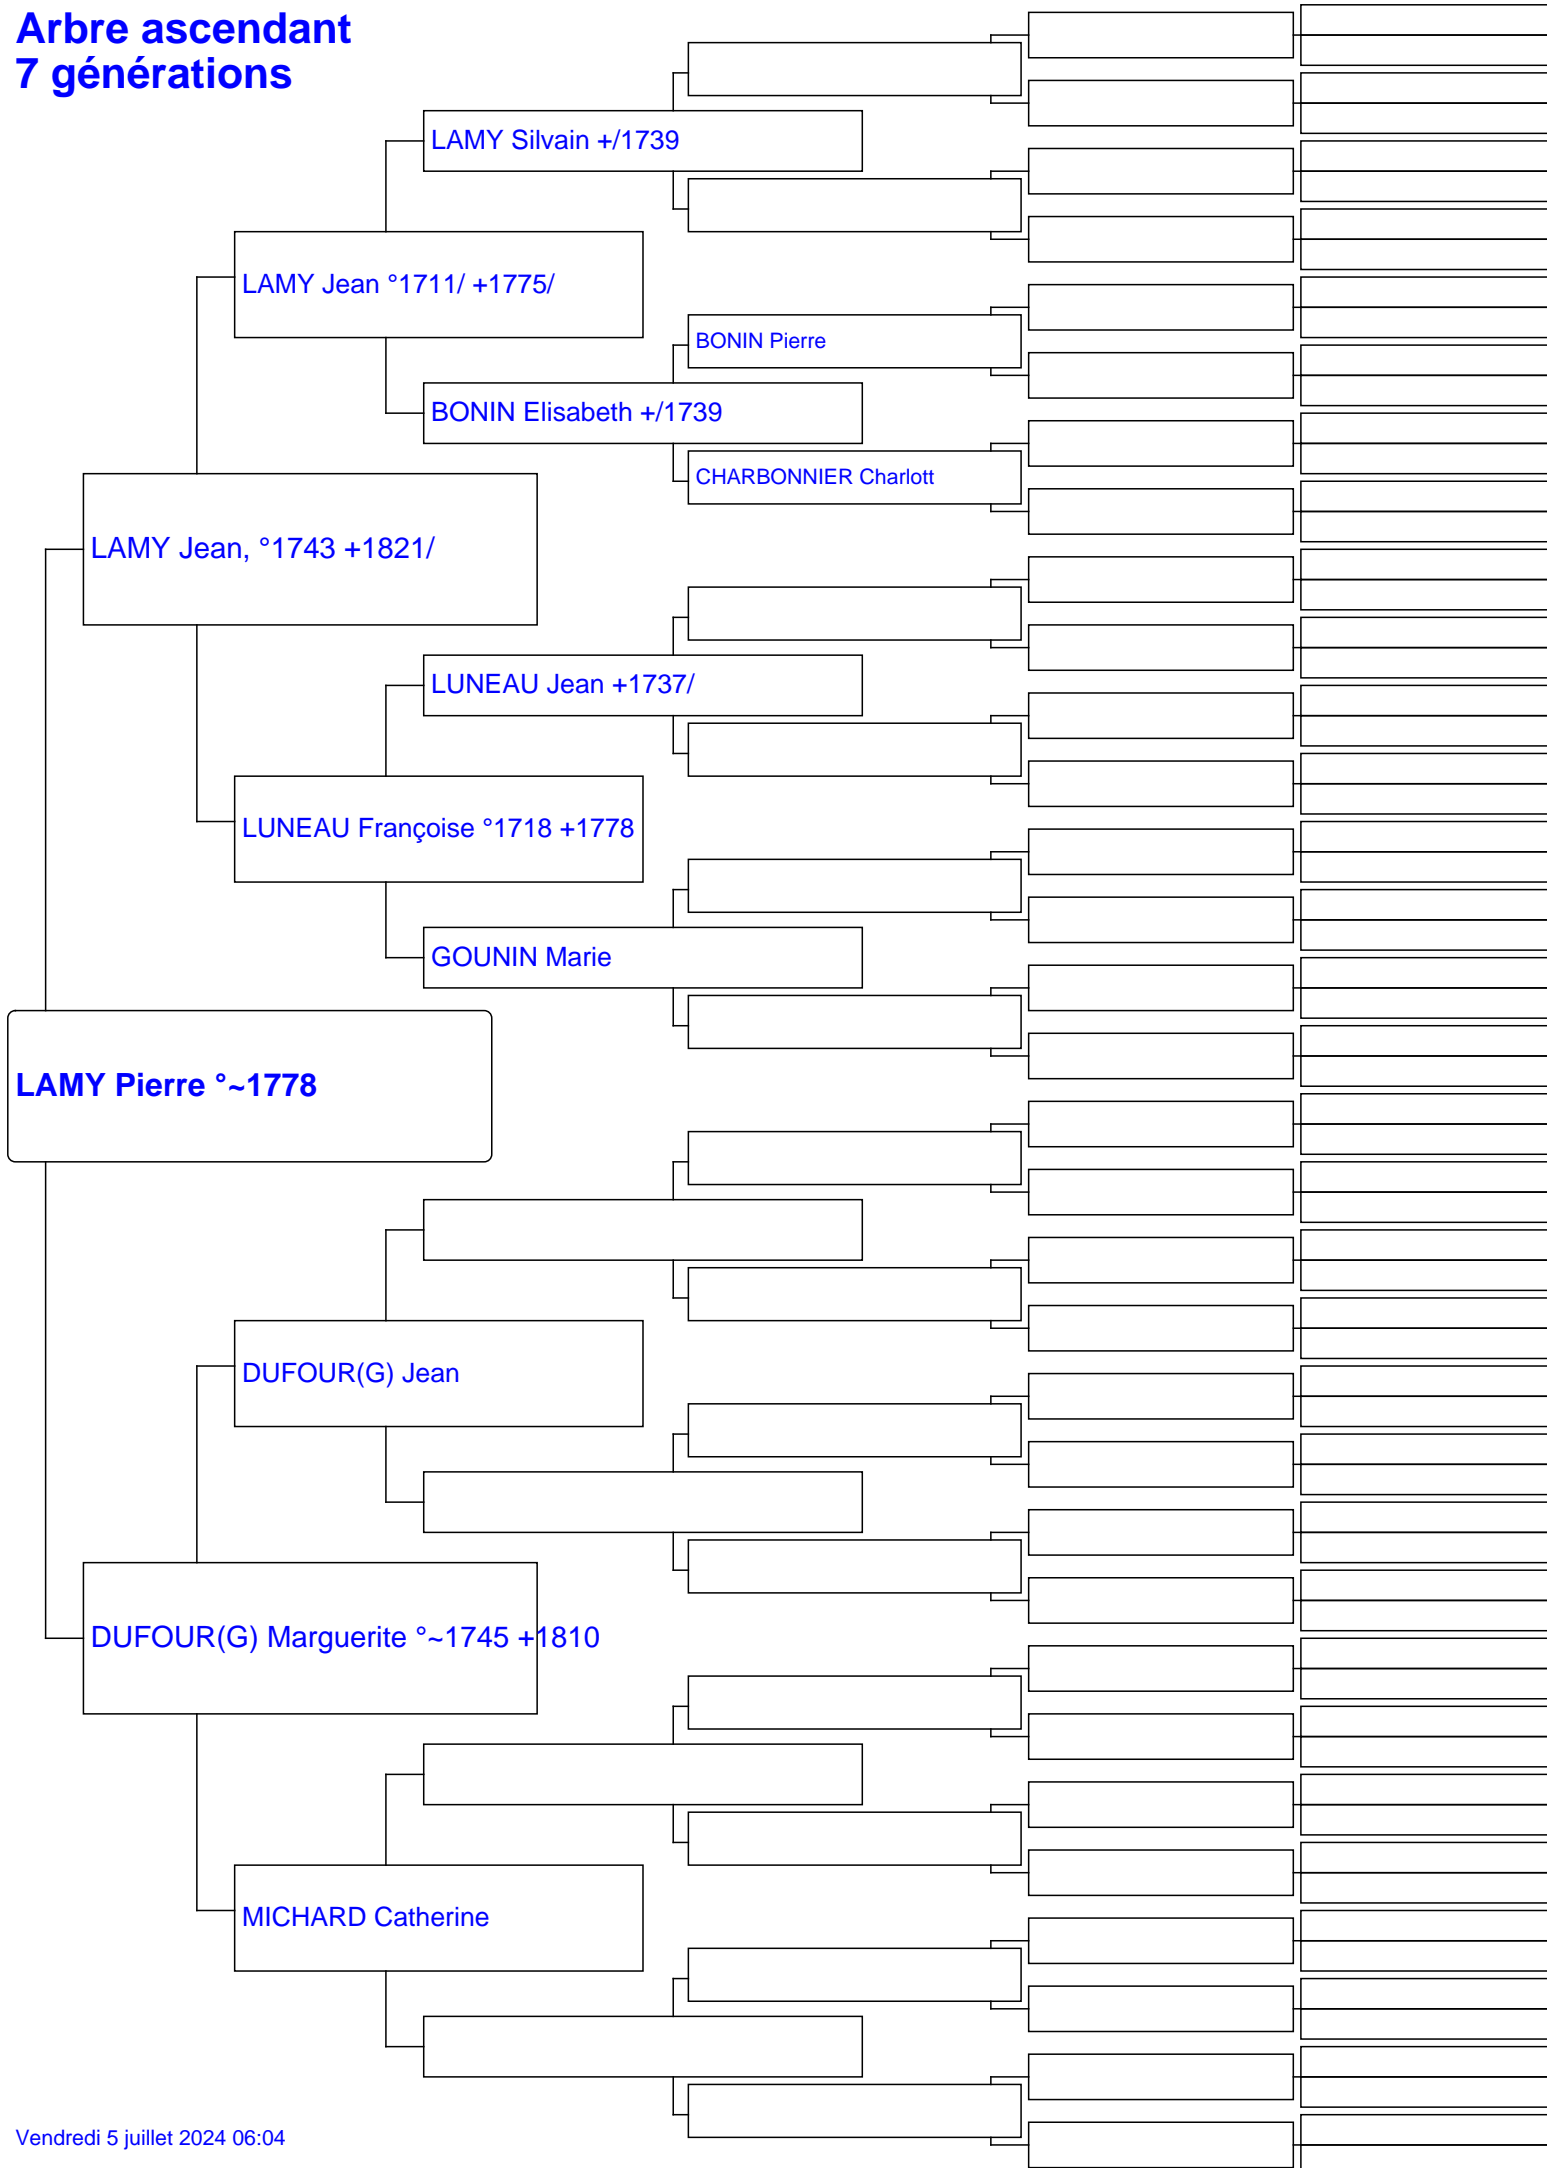 Arbre ascendant
7 générations
LAMY Silvain +/1739
LAMY Jean °1711/ +1775/
BONIN Pierre
BONIN Elisabeth +/1739
CHARBONNIER Charlott
LAMY Jean, °1743 +1821/
LUNEAU Jean +1737/
LUNEAU Françoise °1718 +1778
GOUNIN Marie
LAMY Pierre °~1778
DUFOUR(G) Jean
DUFOUR(G) Marguerite °~1745 +1810
MICHARD Catherine
Vendredi 5 juillet 2024 06:04